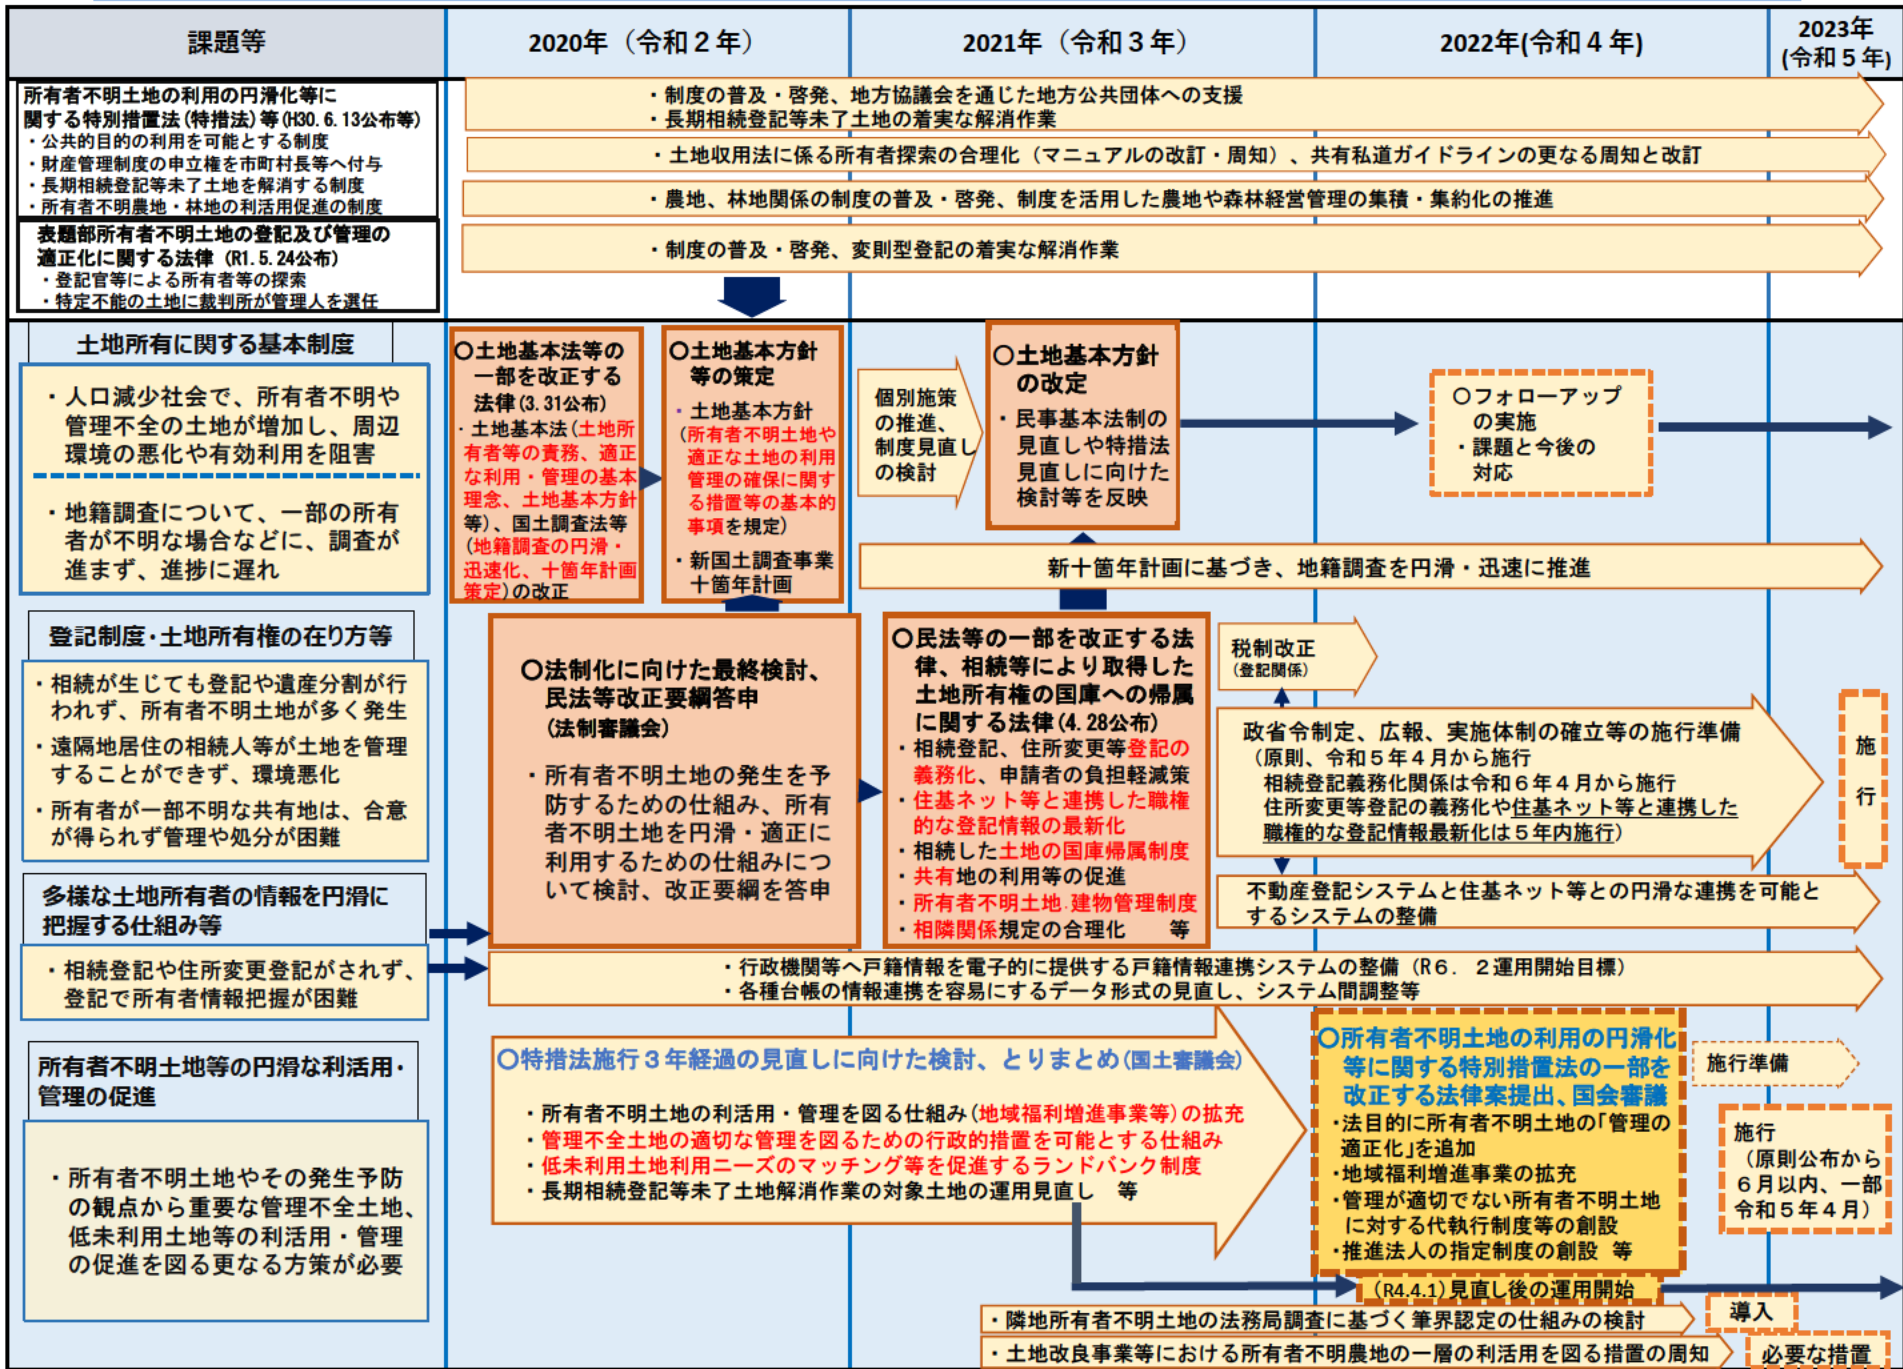 課題等
2020年（令和２年）
2021年（令和３年）
2022年(令和４年)
2023年
(令和５年)
所有者不明土地の利用の円滑化等に
関する特別措置法(特措法)等(H30.6.13公布等)
・公共的目的の利用を可能とする制度
・財産管理制度の申立権を市町村長等へ付与
・長期相続登記等未了土地を解消する制度
・所有者不明農地・林地の利活用促進の制度
表題部所有者不明土地の登記及び管理の
適正化に関する法律（R1.5.24公布）
・登記官等による所有者等の探索
・特定不能の土地に裁判所が管理人を選任
・制度の普及・啓発、地方協議会を通じた地方公共団体への支援
・長期相続登記等未了土地の着実な解消作業
・土地収用法に係る所有者探索の合理化（マニュアルの改訂・周知）、共有私道ガイドラインの更なる周知と改訂
・農地、林地関係の制度の普及・啓発、制度を活用した農地や森林経営管理の集積・集約化の推進
・制度の普及・啓発、変則型登記の着実な解消作業
土地所有に関する基本制度
・人口減少社会で、所有者不明や
管理不全の土地が増加し、周辺
環境の悪化や有効利用を阻害
・地籍調査について、一部の所有
者が不明な場合などに、調査が
進まず、進捗に遅れ
〇土地基本法等の
一部を改正する
法律(3.31公布)
・土地基本法(土地所
有者等の責務、適正
な利用・管理の基本
理念、土地基本方針
等)、国土調査法等
（地籍調査の円滑・
迅速化、十箇年計画
策定)の改正
〇土地基本方針
等の策定
・土地基本方針
（所有者不明土地や
適正な土地の利用
管理の確保に関す
る措置等の基本的
事項を規定）
・新国土調査事業
十箇年計画
個別施策
の推進、
制度見直し
の検討
〇土地基本方針
の改定
・民事基本法制の
見直しや特措法
見直しに向けた
検討等を反映
〇フォローアップ
の実施
・課題と今後の
対応
新十箇年計画に基づき、地籍調査を円滑・迅速に推進
登記制度・土地所有権の在り方等
・相続が生じても登記や遺産分割が行
われず、所有者不明土地が多く発生
・遠隔地居住の相続人等が土地を管理
することができず、環境悪化
・所有者が一部不明な共有地は、合意
が得られず管理や処分が困難
〇法制化に向けた最終検討、
民法等改正要綱答申
(法制審議会)
・所有者不明土地の発生を予
防するための仕組み、所有
者不明土地を円滑・適正に
利用するための仕組みにつ
いて検討、改正要綱を答申
〇民法等の一部を改正する法
律、相続等により取得した
土地所有権の国庫への帰属
に関する法律(4.28公布)
・相続登記、住所変更等登記の
義務化、申請者の負担軽減策
・住基ネット等と連携した職権
的な登記情報の最新化
・相続した土地の国庫帰属制度
・共有地の利用等の促進
・所有者不明土地・建物管理制度
・相隣関係規定の合理化　　等
税制改正
(登記関係)
政省令制定、広報、実施体制の確立等の施行準備
（原則、令和５年４月から施行
相続登記義務化関係は令和６年４月から施行
住所変更等登記の義務化や住基ネット等と連携した
職権的な登記情報最新化は５年内施行）
施
行
不動産登記システムと住基ネット等との円滑な連携を可能と
するシステムの整備
多様な土地所有者の情報を円滑に
把握する仕組み等
・相続登記や住所変更登記がされず、
登記で所有者情報把握が困難
・行政機関等へ戸籍情報を電子的に提供する戸籍情報連携システムの整備（R6．２運用開始目標）
・各種台帳の情報連携を容易にするデータ形式の見直し、システム間調整等
所有者不明土地等の円滑な利活用・
管理の促進
・所有者不明土地やその発生予防
の観点から重要な管理不全土地、
低未利用土地等の利活用・管理
の促進を図る更なる方策が必要
〇特措法施行３年経過の見直しに向けた検討、とりまとめ(国土審議会)
・所有者不明土地の利活用・管理を図る仕組み(地域福利増進事業等)の拡充
・管理不全土地の適切な管理を図るための行政的措置を可能とする仕組み
・低未利用土地利用ニーズのマッチング等を促進するランドバンク制度
・長期相続登記等未了土地解消作業の対象土地の運用見直し　等
〇所有者不明土地の利用の円滑化
等に関する特別措置法の一部を
改正する法律案提出、国会審議
・法目的に所有者不明土地の｢管理の
適正化｣を追加
・地域福利増進事業の拡充
・管理が適切でない所有者不明土地
に対する代執行制度等の創設
・推進法人の指定制度の創設　等
施行準備
施行
（原則公布から
６月以内、一部
令和５年４月）
（R4.4.1)見直し後の運用開始
・隣地所有者不明土地の法務局調査に基づく筆界認定の仕組みの検討
導入
・土地改良事業等における所有者不明農地の一層の利活用を図る措置の周知
必要な措置